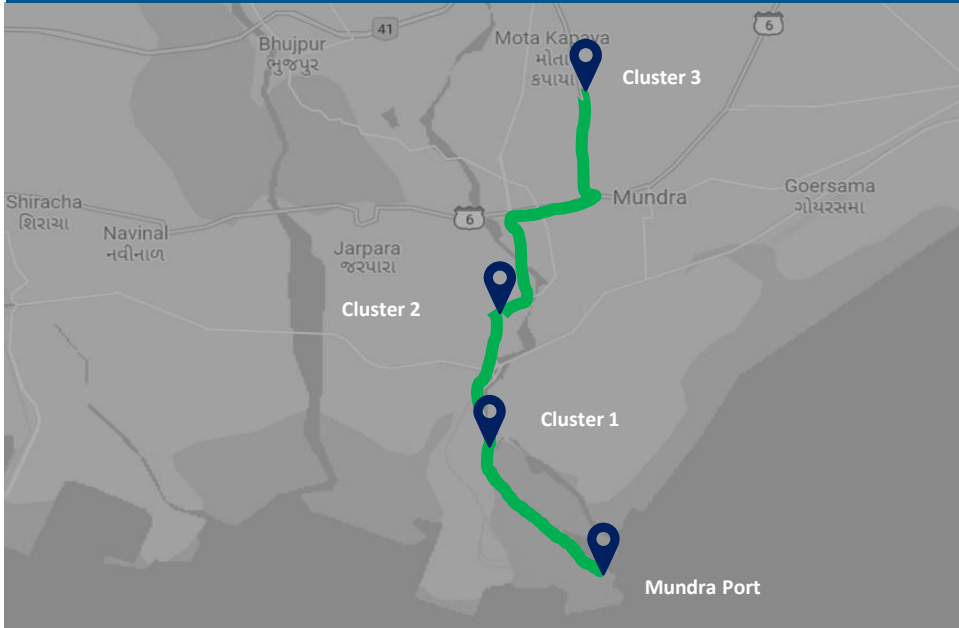 41
6
Bhujpur
ભુજપુર
Mota Kapaya
મોતા
કપાયા
Cluster 3
Shiracha
શિરાચા
Navinal
નવીનાળ
6
Mundra
Goersama
ગોયરસમા
Jarpara
જરપારા
Cluster 2
Cluster 1
Mundra Port